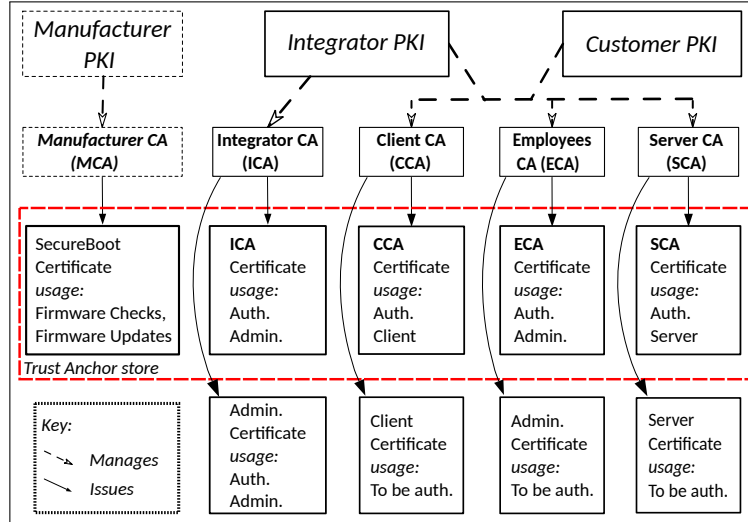 Manufacturer
PKI
Integrator PKI
Customer PKI
Manufacturer CA
(MCA)
Integrator CA
(ICA)
Client CA
(CCA)
Employees
CA (ECA)
Server CA
(SCA)
SecureBoot
Certificate
usage:
Firmware Checks,
Firmware Updates
ICA
Certificate
usage:
Auth.
Admin.
CCA
Certificate
usage:
Auth.
Client
ECA
Certificate
usage:
Auth.
Admin.
SCA
Certificate
usage:
Auth.
Server
Trust Anchor store
Key:
Manages
Issues
Admin.
Certificate
usage:
Auth.
Admin.
Client
Certificate
usage:
To be auth.
Admin.
Certificate
usage:
To be auth.
Server
Certificate
usage:
To be auth.